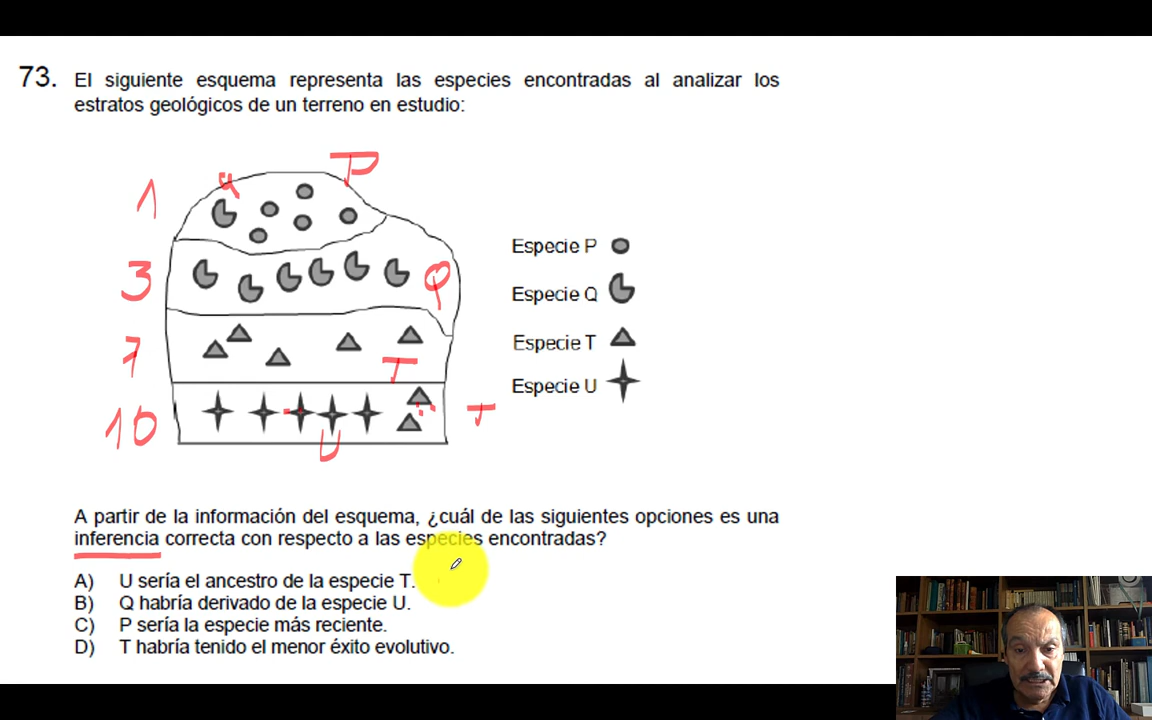 73. El siguiente esquema representa las especies encontradas al analizar los
estratos geológicos de un terreno en estudio:
P
1
3
Q
7
T
10
T
U
Especie P
Especie Q
Especie T
Especie U
A partir de la información del esquema, ¿cuál de las siguientes opciones es una
inferencia correcta con respecto a las especies encontradas?
A) U sería el ancestro de la especie T.
B) Q habría derivado de la especie U.
C) P sería la especie más reciente.
D) T habría tenido el menor éxito evolutivo.